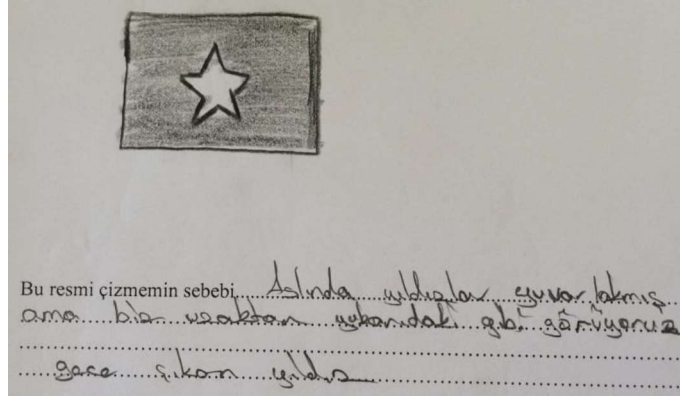 Bu resmi çizmemin sebebi Aslında yıldızlar yuvarlakmış
ama biz uzaktan yukarıdaki gibi görüyoruz
gece çıkan yıldız